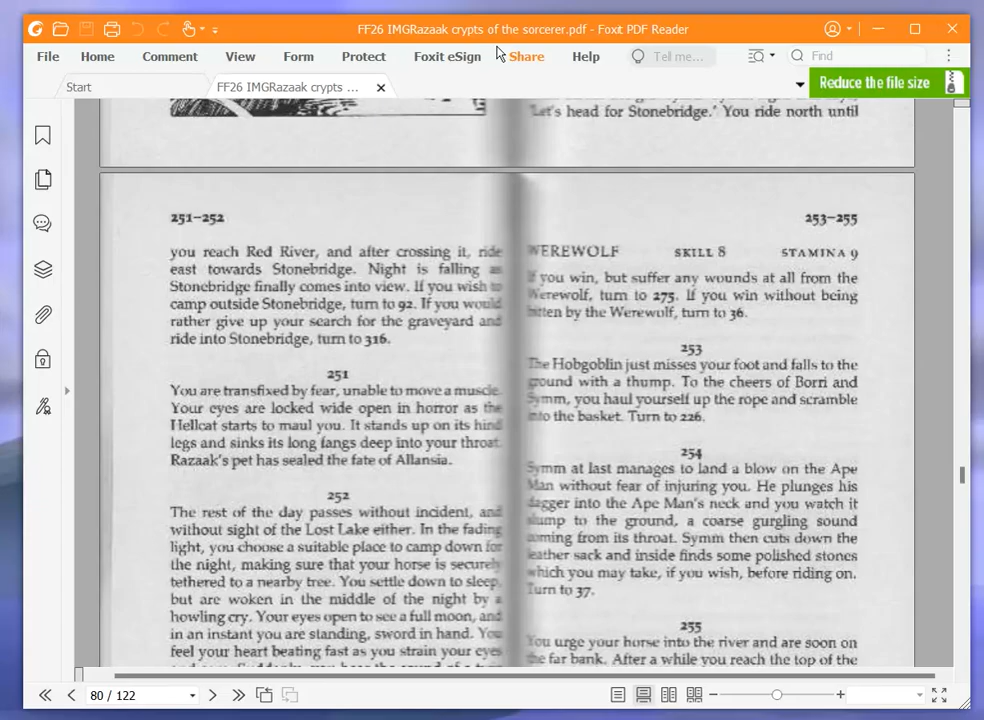 FF26 IMGRazaak crypts of the sorcerer.pdf - Foxit PDF Reader
File Home Comment View Form Protect Foxit eSign Share Help Tell me... Find
Start
FF26 IMGRazaak crypts ...
Reduce the file size
'Let's head for Stonebridge.' You ride north until
251–252
you reach Red River, and after crossing it, ride
east towards Stonebridge. Night is falling as
Stonebridge finally comes into view. If you wish to
camp outside Stonebridge, turn to 92. If you would
rather give up your search for the graveyard and
ride into Stonebridge, turn to 316.
251
You are transfixed by fear, unable to move a muscle.
Your eyes are locked wide open in horror as the
Hellcat starts to maul you. It stands up on its hind
legs and sinks its long fangs deep into your throat.
Razaak's pet has sealed the fate of Allansia.
252
The rest of the day passes without incident, and
without sight of the Lost Lake either. In the fading
light, you choose a suitable place to camp down for
the night, making sure that your horse is securely
tethered to a nearby tree. You settle down to sleep,
but are woken in the middle of the night by a
howling cry. Your eyes open to see a full moon, and
in an instant you are standing, sword in hand. You
feel your heart beating fast as you strain your eyes
253–255
WEREWOLF SKILL 8 STAMINA 9
If you win, but suffer any wounds at all from the
Werewolf, turn to 275. If you win without being
bitten by the Werewolf, turn to 36.
253
The Hobgoblin just misses your foot and falls to the
ground with a thump. To the cheers of Borri and
Symm, you haul yourself up the rope and scramble
into the basket. Turn to 226.
254
Symm at last manages to land a blow on the Ape
Man without fear of injuring you. He plunges his
dagger into the Ape Man's neck and you watch it
slump to the ground, a coarse gurgling sound
coming from its throat. Symm then cuts down the
leather sack and inside finds some polished stones
which you may take, if you wish, before riding on.
Turn to 37.
255
You urge your horse into the river and are soon on
the far bank. After a while you reach the top of the
80 / 122